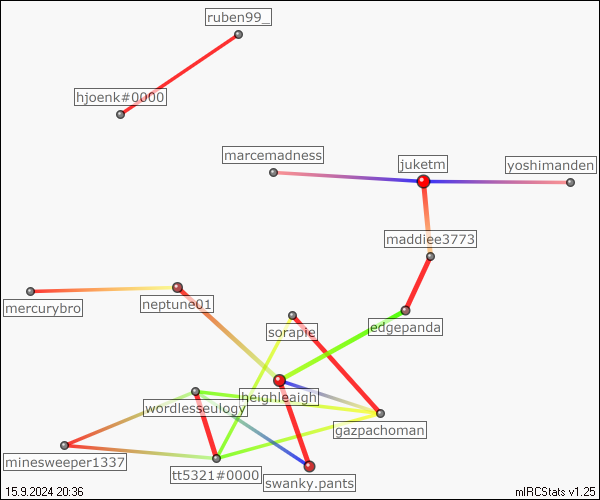 ruben99_
hjoenk#0000
marcemadness
juketm
yoshimanden
maddiee3773
mercurybro
neptune01
sorapie
edgepanda
heighleaigh
wordlesseulogy
gazpachoman
minesweeper1337
tt5321#0000
swanky.pants
15.9.2024 20:36
mIRCStats v1.25